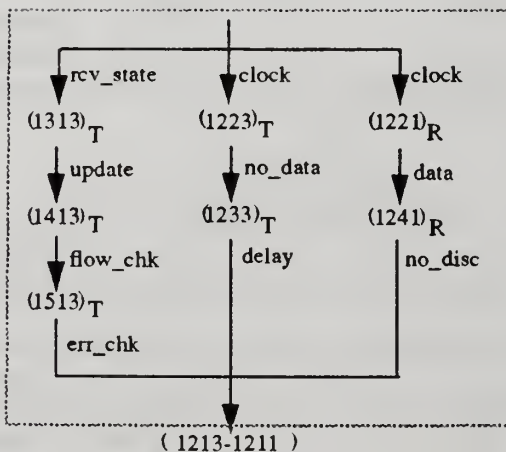 rcv_state clock clock
(1313)T (1223)T (1221)R
update no_data data
(1413)T (1233)T (1241)R
flow_chk delay no_disc
(1513)T
err_chk
( 1213-1211 )